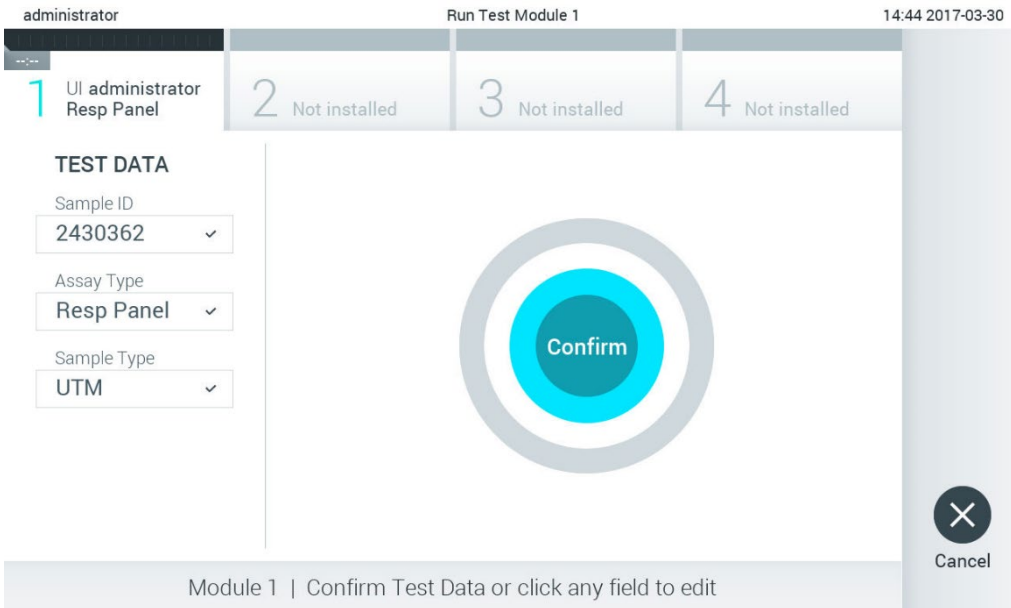 administrator Run Test Module 1 14:44 2017-03-30
--:--
1 UI administrator
Resp Panel
2 Not installed
3 Not installed
4 Not installed
TEST DATA
Sample ID
2430362
Assay Type
Resp Panel
Sample Type
UTM
Confirm
Cancel
Module 1 | Confirm Test Data or click any field to edit